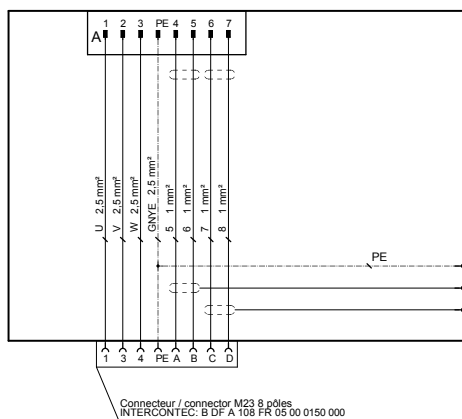 1 2 3 PE 4 5 6 7
A
U 2,5 mm²
V 2,5 mm²
W 2,5 mm²
GNYE 2,5 mm²
5 1 mm²
6 1 mm²
7 1 mm²
8 1 mm²
PE
1 3 4 PE A B C D
Connecteur / connector M23 8 pôles
INTERCONTEC: B DF A 108 FR 05 00 0150 000